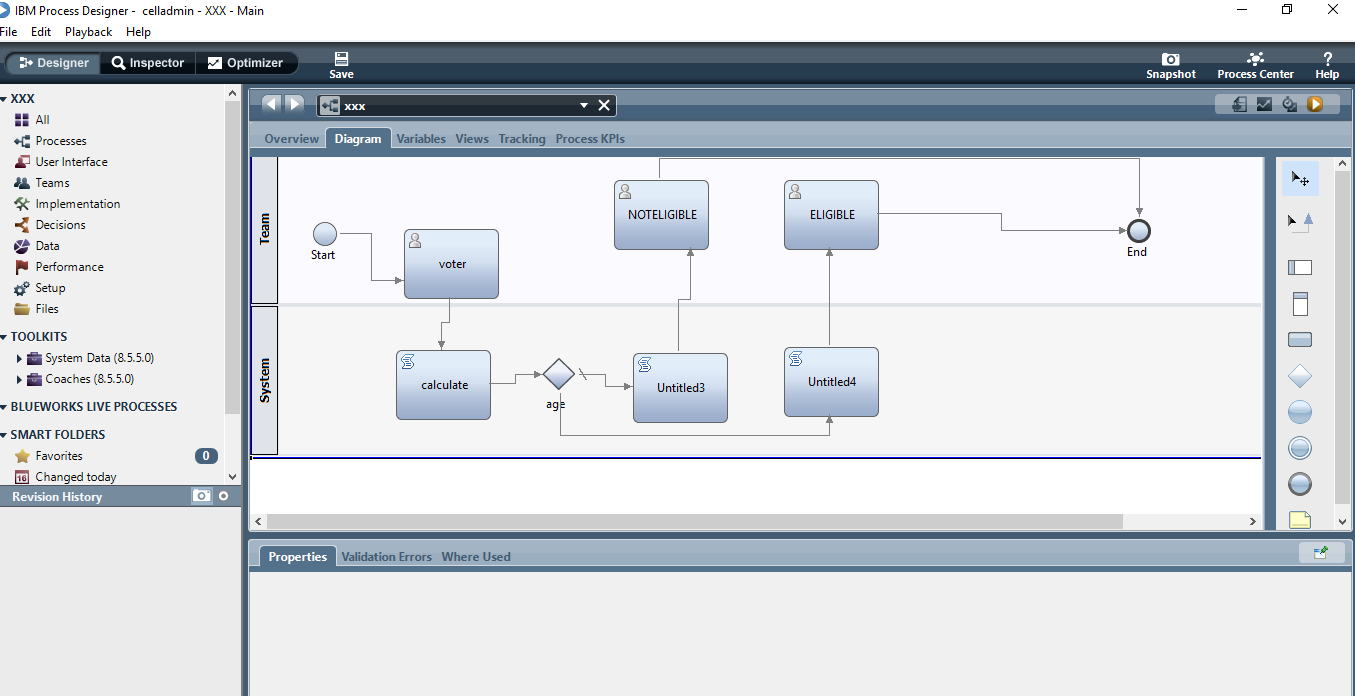 IBM Process Designer - celladmin - XXX - Main
File Edit Playback Help
Designer Inspector Optimizer Save Snapshot Process Center Help
XXX
All
Processes
User Interface
Teams
Implementation
Decisions
Data
Performance
Setup
Files
TOOLKITS
System Data (8.5.5.0)
Coaches (8.5.5.0)
BLUEWORKS LIVE PROCESSES
SMART FOLDERS
Favorites 0
16 Changed today
Revision History
xxx
Overview Diagram Variables Views Tracking Process KPIs
Team
Start
voter
NOTELIGIBLE
ELIGIBLE
End
System
calculate
age
Untitled3
Untitled4
Properties Validation Errors Where Used